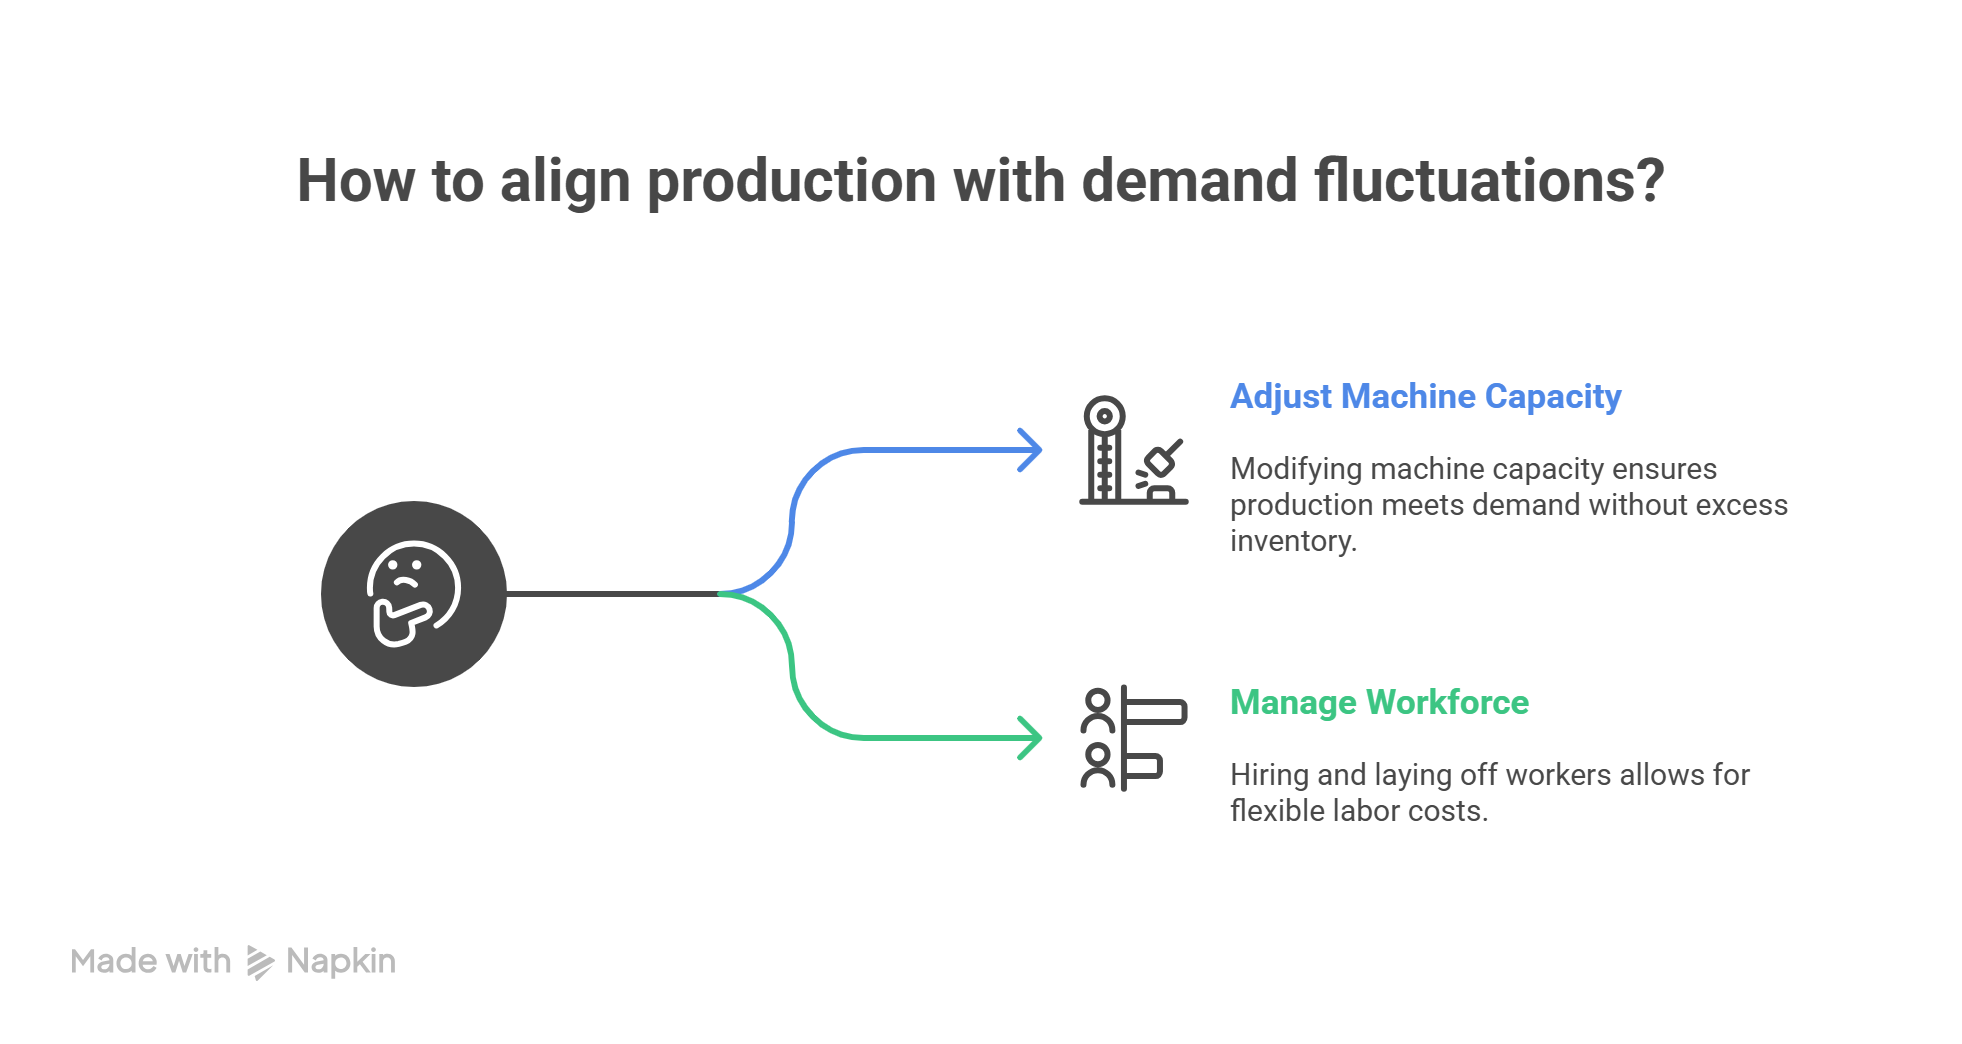 How to align production with demand fluctuations?
Adjust Machine Capacity
Modifying machine capacity ensures
production meets demand without excess
inventory.
Manage Workforce
Hiring and laying off workers allows for
flexible labor costs.
Made with Napkin